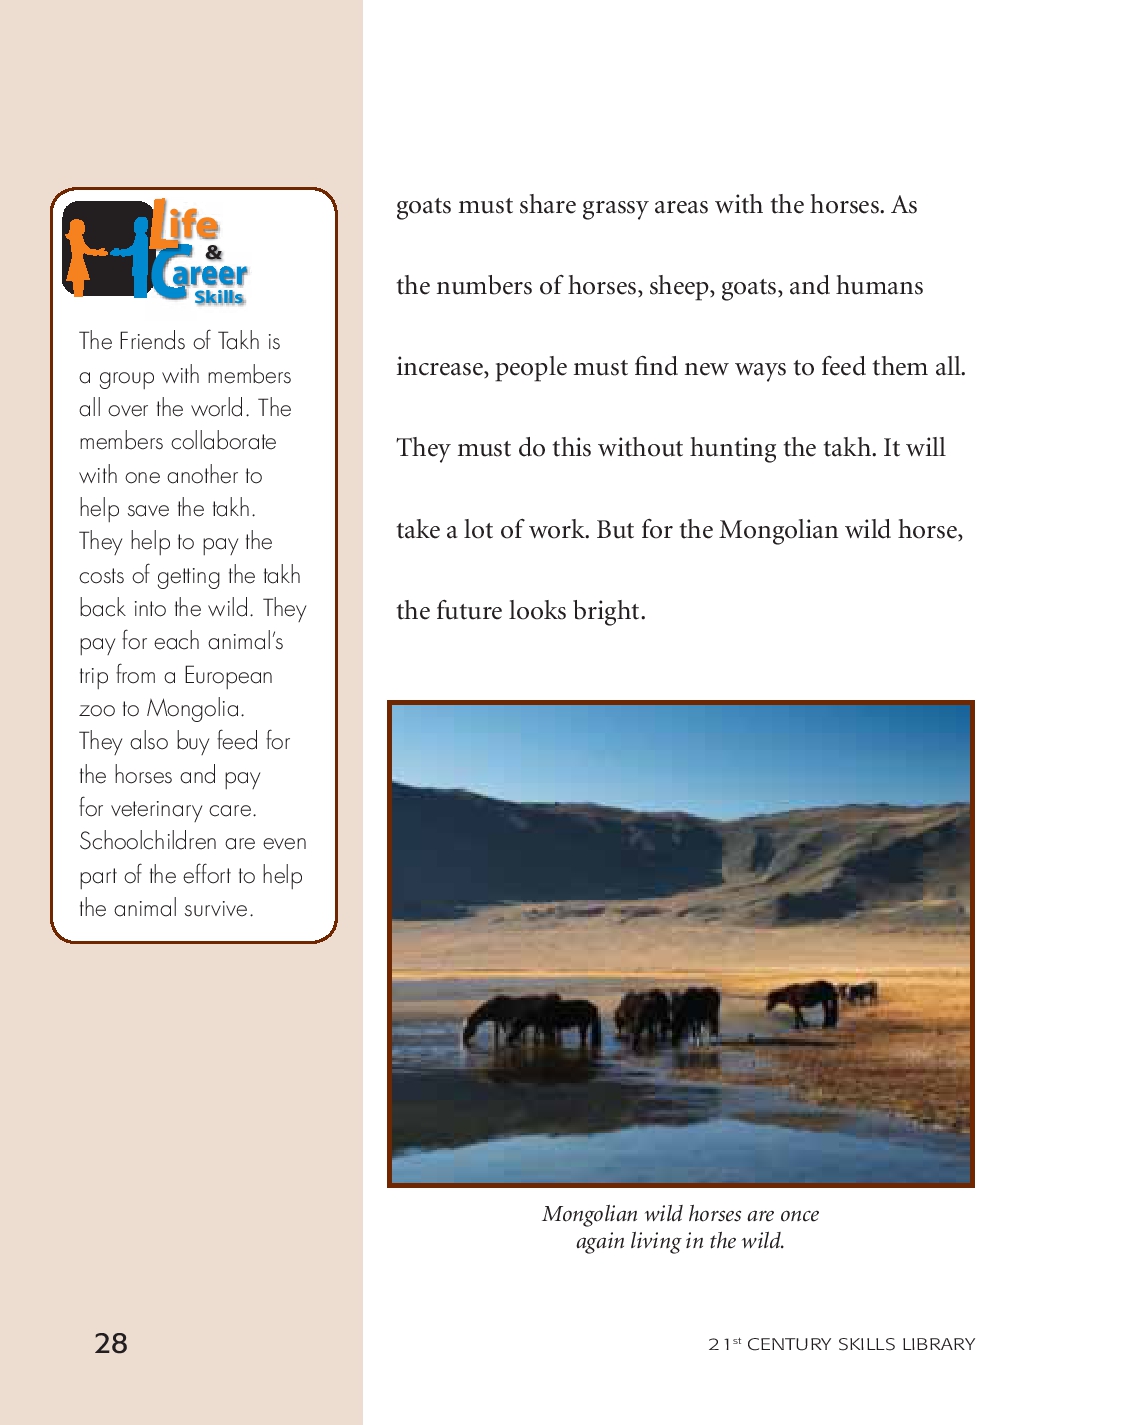 Life
&
Career
Skills
The Friends of Takh is
a group with members
all over the world. The
members collaborate
with one another to
help save the takh.
They help to pay the
costs of getting the takh
back into the wild. They
pay for each animal’s
trip from a European
zoo to Mongolia.
They also buy feed for
the horses and pay
for veterinary care.
Schoolchildren are even
part of the effort to help
the animal survive.
goats must share grassy areas with the horses. As
the numbers of horses, sheep, goats, and humans
increase, people must find new ways to feed them all.
They must do this without hunting the takh. It will
take a lot of work. But for the Mongolian wild horse,
the future looks bright.
Mongolian wild horses are once
again living in the wild.
28
21st CENTURY SKILLS LIBRARY